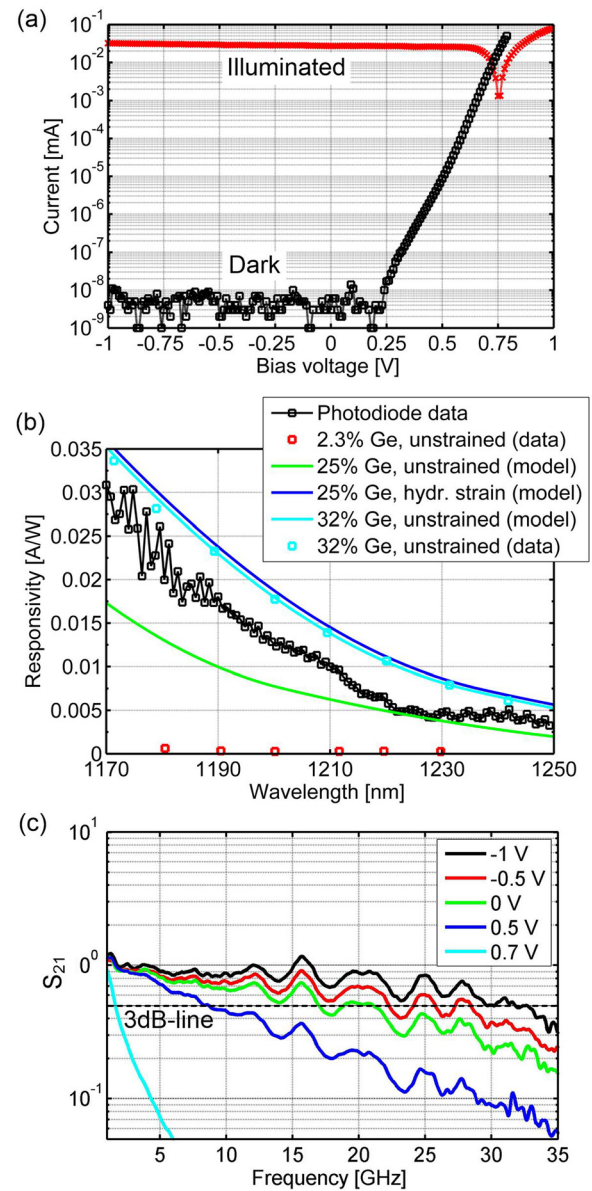 (a)
10^-1
10^-2
10^-3
10^-4
10^-5
10^-6
10^-7
10^-8
10^-9
Current [mA]
Illuminated
Dark
-1 -0.75 -0.5 -0.25 0 0.25 0.5 0.75 1
Bias voltage [V]
(b)
Photodiode data
2.3% Ge, unstrained (data)
25% Ge, unstrained (model)
25% Ge, hydr. strain (model)
32% Ge, unstrained (model)
32% Ge, unstrained (data)
0.035
0.03
0.025
0.02
0.015
0.01
0.005
0
Responsivity [A/W]
1170 1190 1210 1230 1250
Wavelength [nm]
(c)
10^1
10^0
10^-1
S_21
-1 V
-0.5 V
0 V
0.5 V
0.7 V
3dB-line
5 10 15 20 25 30 35
Frequency [GHz]